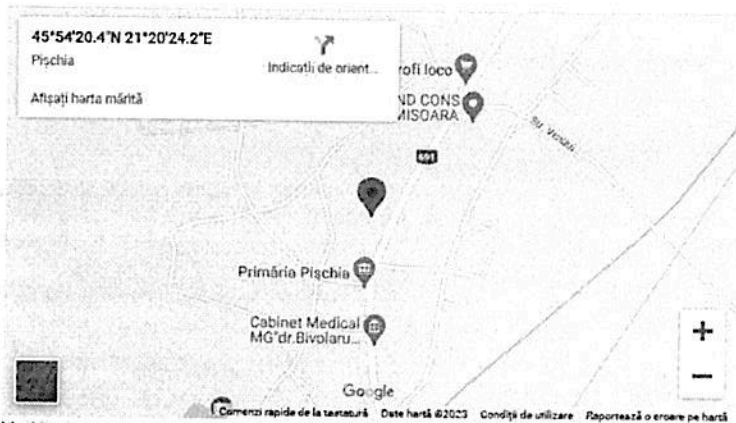 45°54'20.4"N 21°20'24.2"E
Pișchia
Indicații de orient...
Afișați harta mărită
rofi loco
ND CONS
MISOARA
691
Primăria Pișchia
Cabinet Medical
MG"dr.Bivolaru...
+
−
Google
Comenzi rapide de la tastatură Date hartă ©2023 Condiții de utilizare Raportează o eroare pe hartă